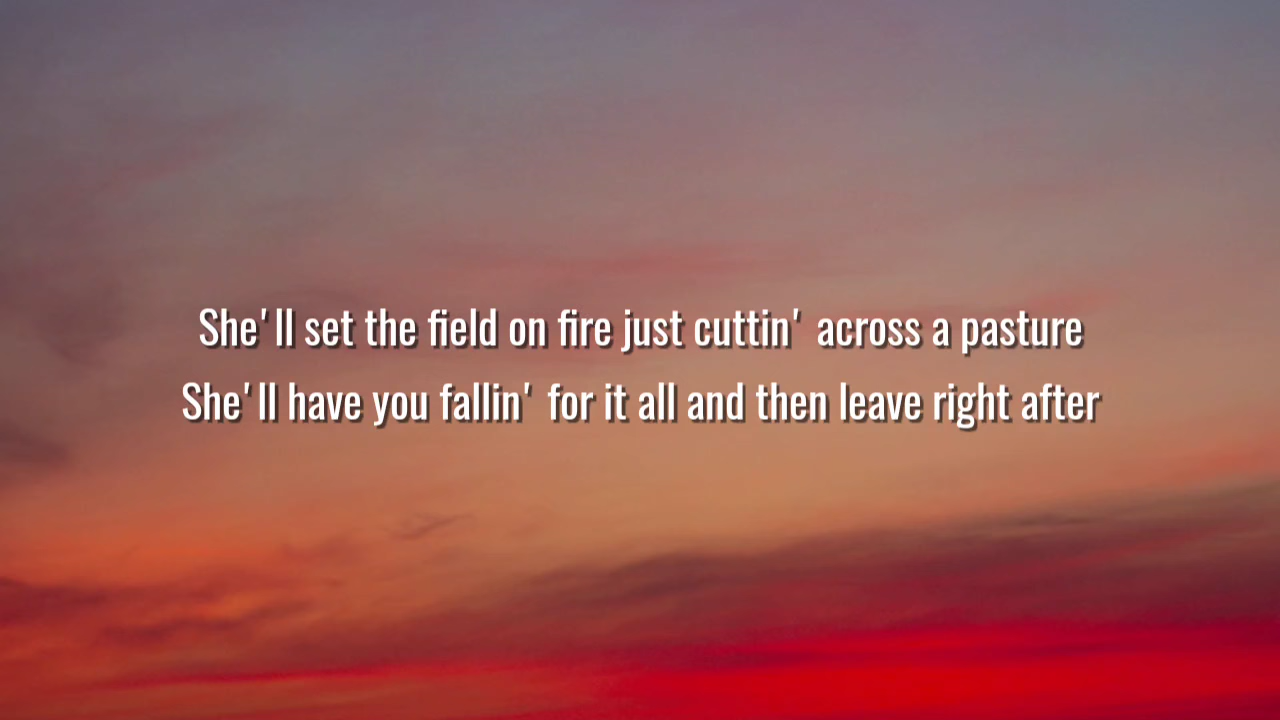 She'll set the field on fire just cuttin' across a pasture
She'll have you fallin' for it all and then leave right after